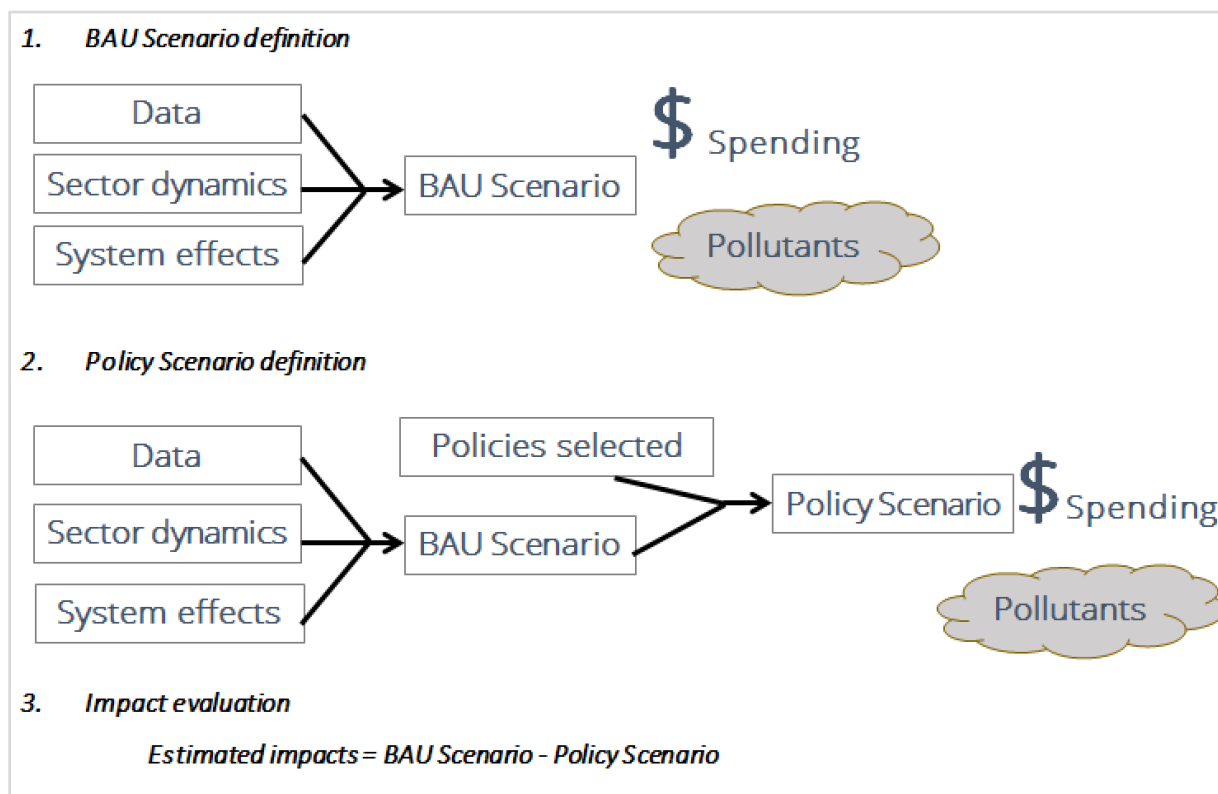 1. BAU Scenario definition
Data
Sector dynamics
System effects
BAU Scenario
$ Spending
Pollutants
2. Policy Scenario definition
Data
Sector dynamics
System effects
Policies selected
BAU Scenario
Policy Scenario
$ Spending
Pollutants
3. Impact evaluation
Estimated impacts = BAU Scenario - Policy Scenario